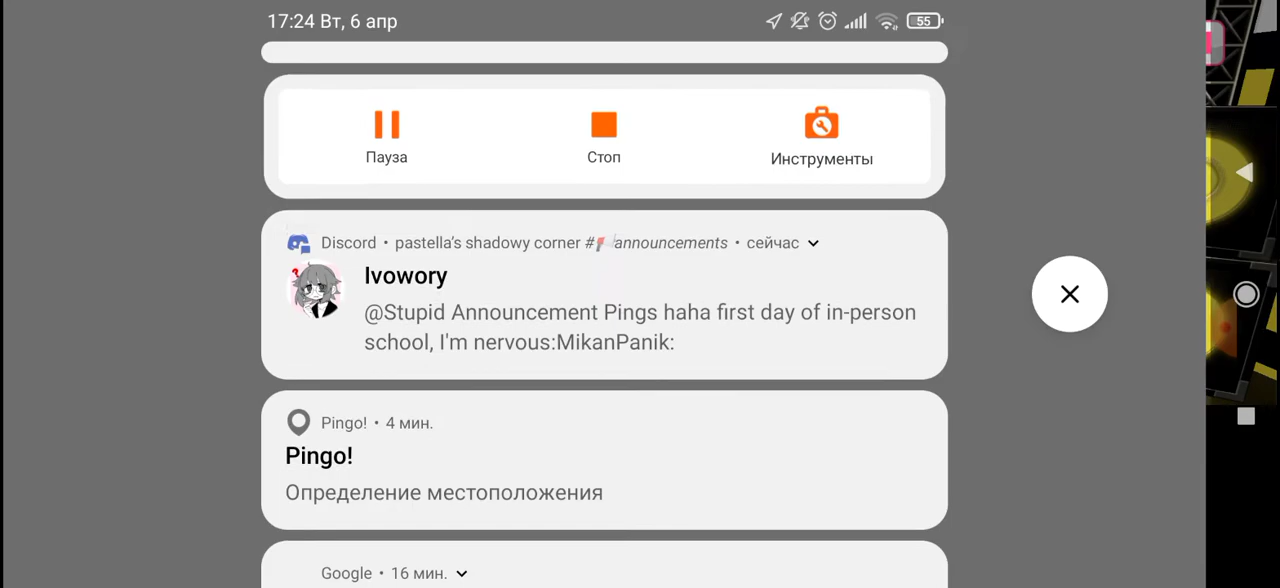 17:24 Вт, 6 апр
55
Пауза
Стоп
Инструменты
Discord • pastella's shadowy corner #announcements • сейчас
Ivowory
@Stupid Announcement Pings haha first day of in-person
school, I'm nervous:MikanPanik:
Pingo! • 4 мин.
Pingo!
Определение местоположения
Google • 16 мин.